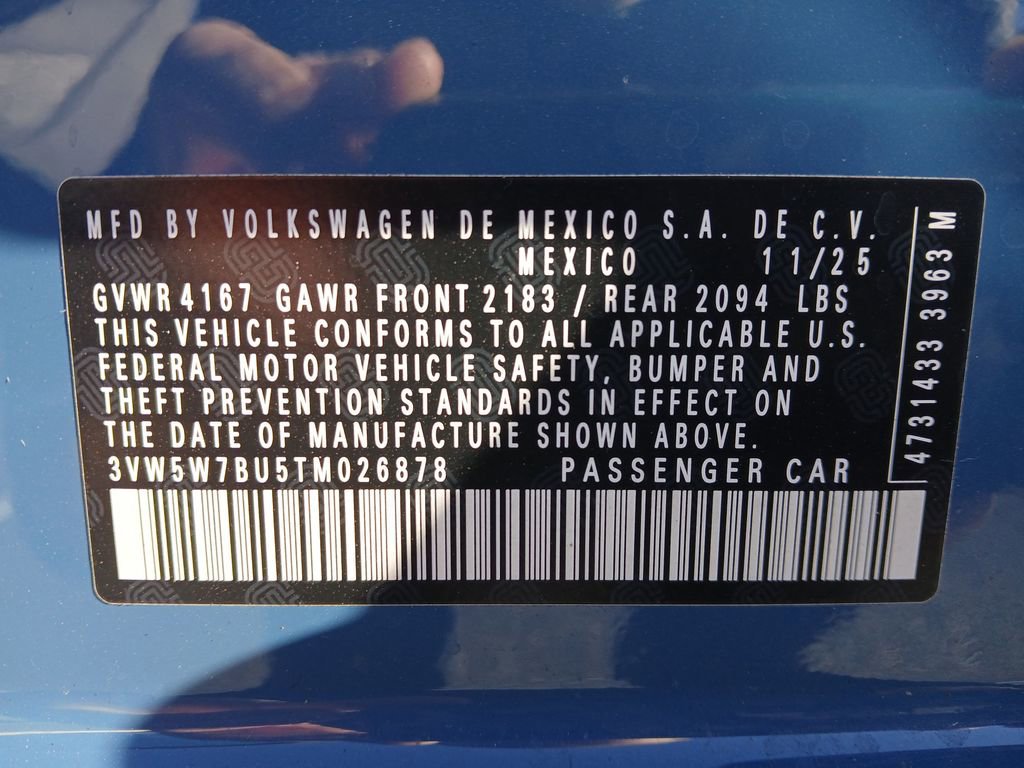 MFD BY VOLKSWAGEN DE MEXICO S.A. DE C.V.
MEXICO 11/25
GVWR 4167 GAWR FRONT 2183 / REAR 2094 LBS
THIS VEHICLE CONFORMS TO ALL APPLICABLE U.S.
FEDERAL MOTOR VEHICLE SAFETY, BUMPER AND
THEFT PREVENTION STANDARDS IN EFFECT ON
THE DATE OF MANUFACTURE SHOWN ABOVE.
3VW5W7BU5TM026878 PASSENGER CAR
4731433 3963 M